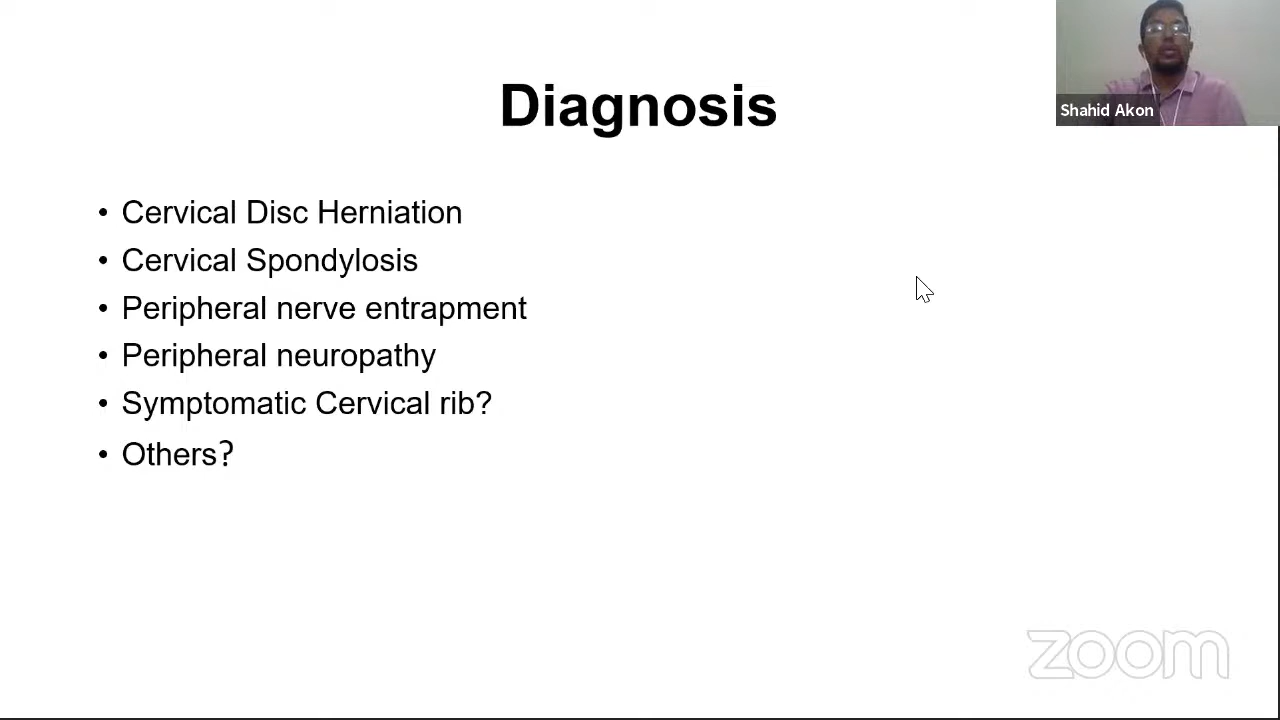 Diagnosis
Shahid Akon
• Cervical Disc Herniation
• Cervical Spondylosis
• Peripheral nerve entrapment
• Peripheral neuropathy
• Symptomatic Cervical rib?
• Others?
zoom